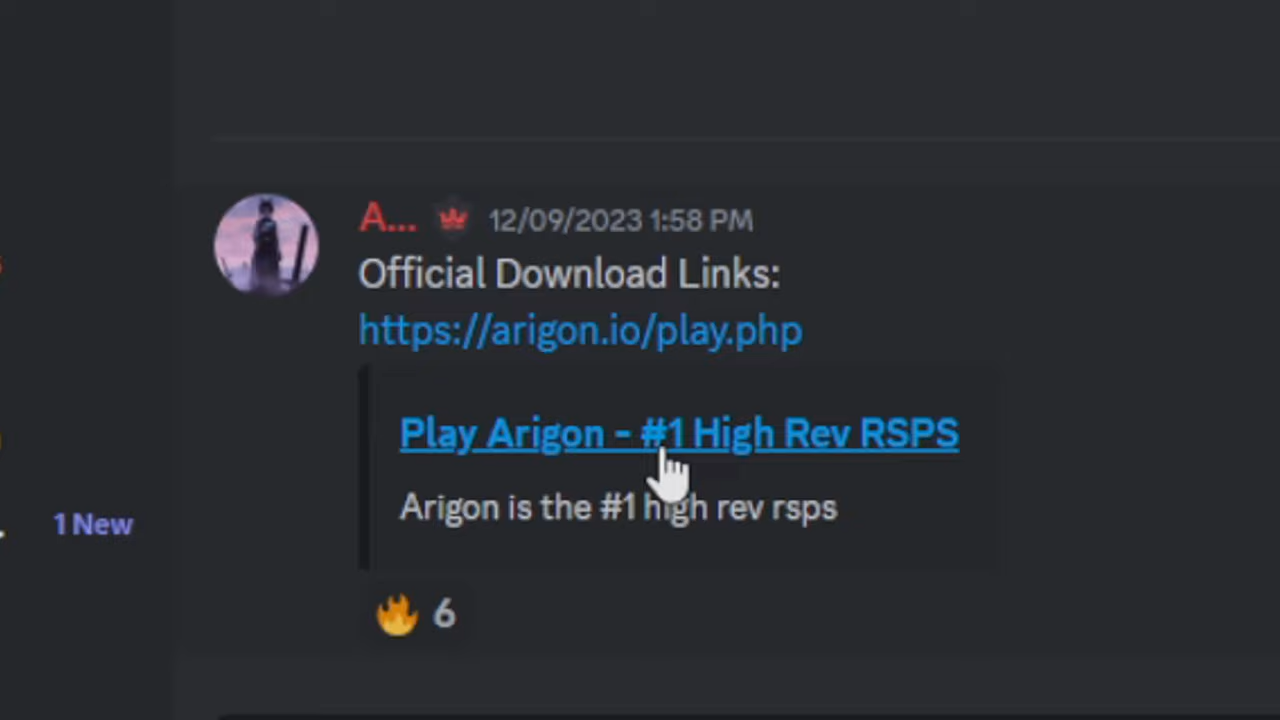 A... 12/09/2023 1:58 PM
Official Download Links:
https://arigon.io/play.php
Play Arigon - #1 High Rev RSPS
Arigon is the #1 high rev rsps
1 New
🔥 6